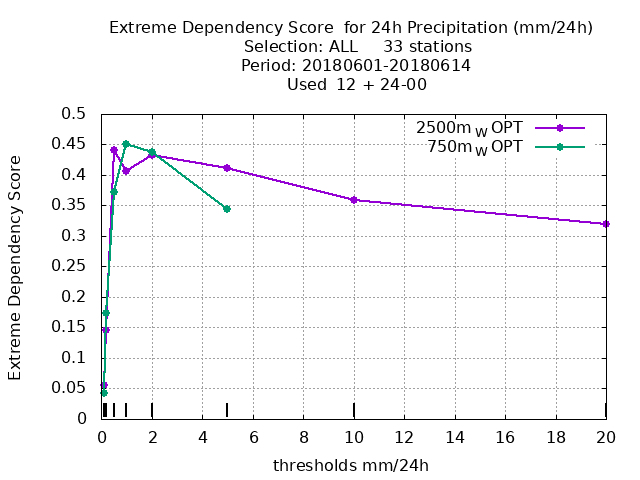 Extreme Dependency Score  for 24h Precipitation (mm/24h)
Selection: ALL     33 stations
Period: 20180601-20180614
Used  12 + 24-00
2500m W OPT
750m W OPT
Extreme Dependency Score
0.5
0.45
0.4
0.35
0.3
0.25
0.2
0.15
0.1
0.05
0
0 2 4 6 8 10 12 14 16 18 20
thresholds mm/24h